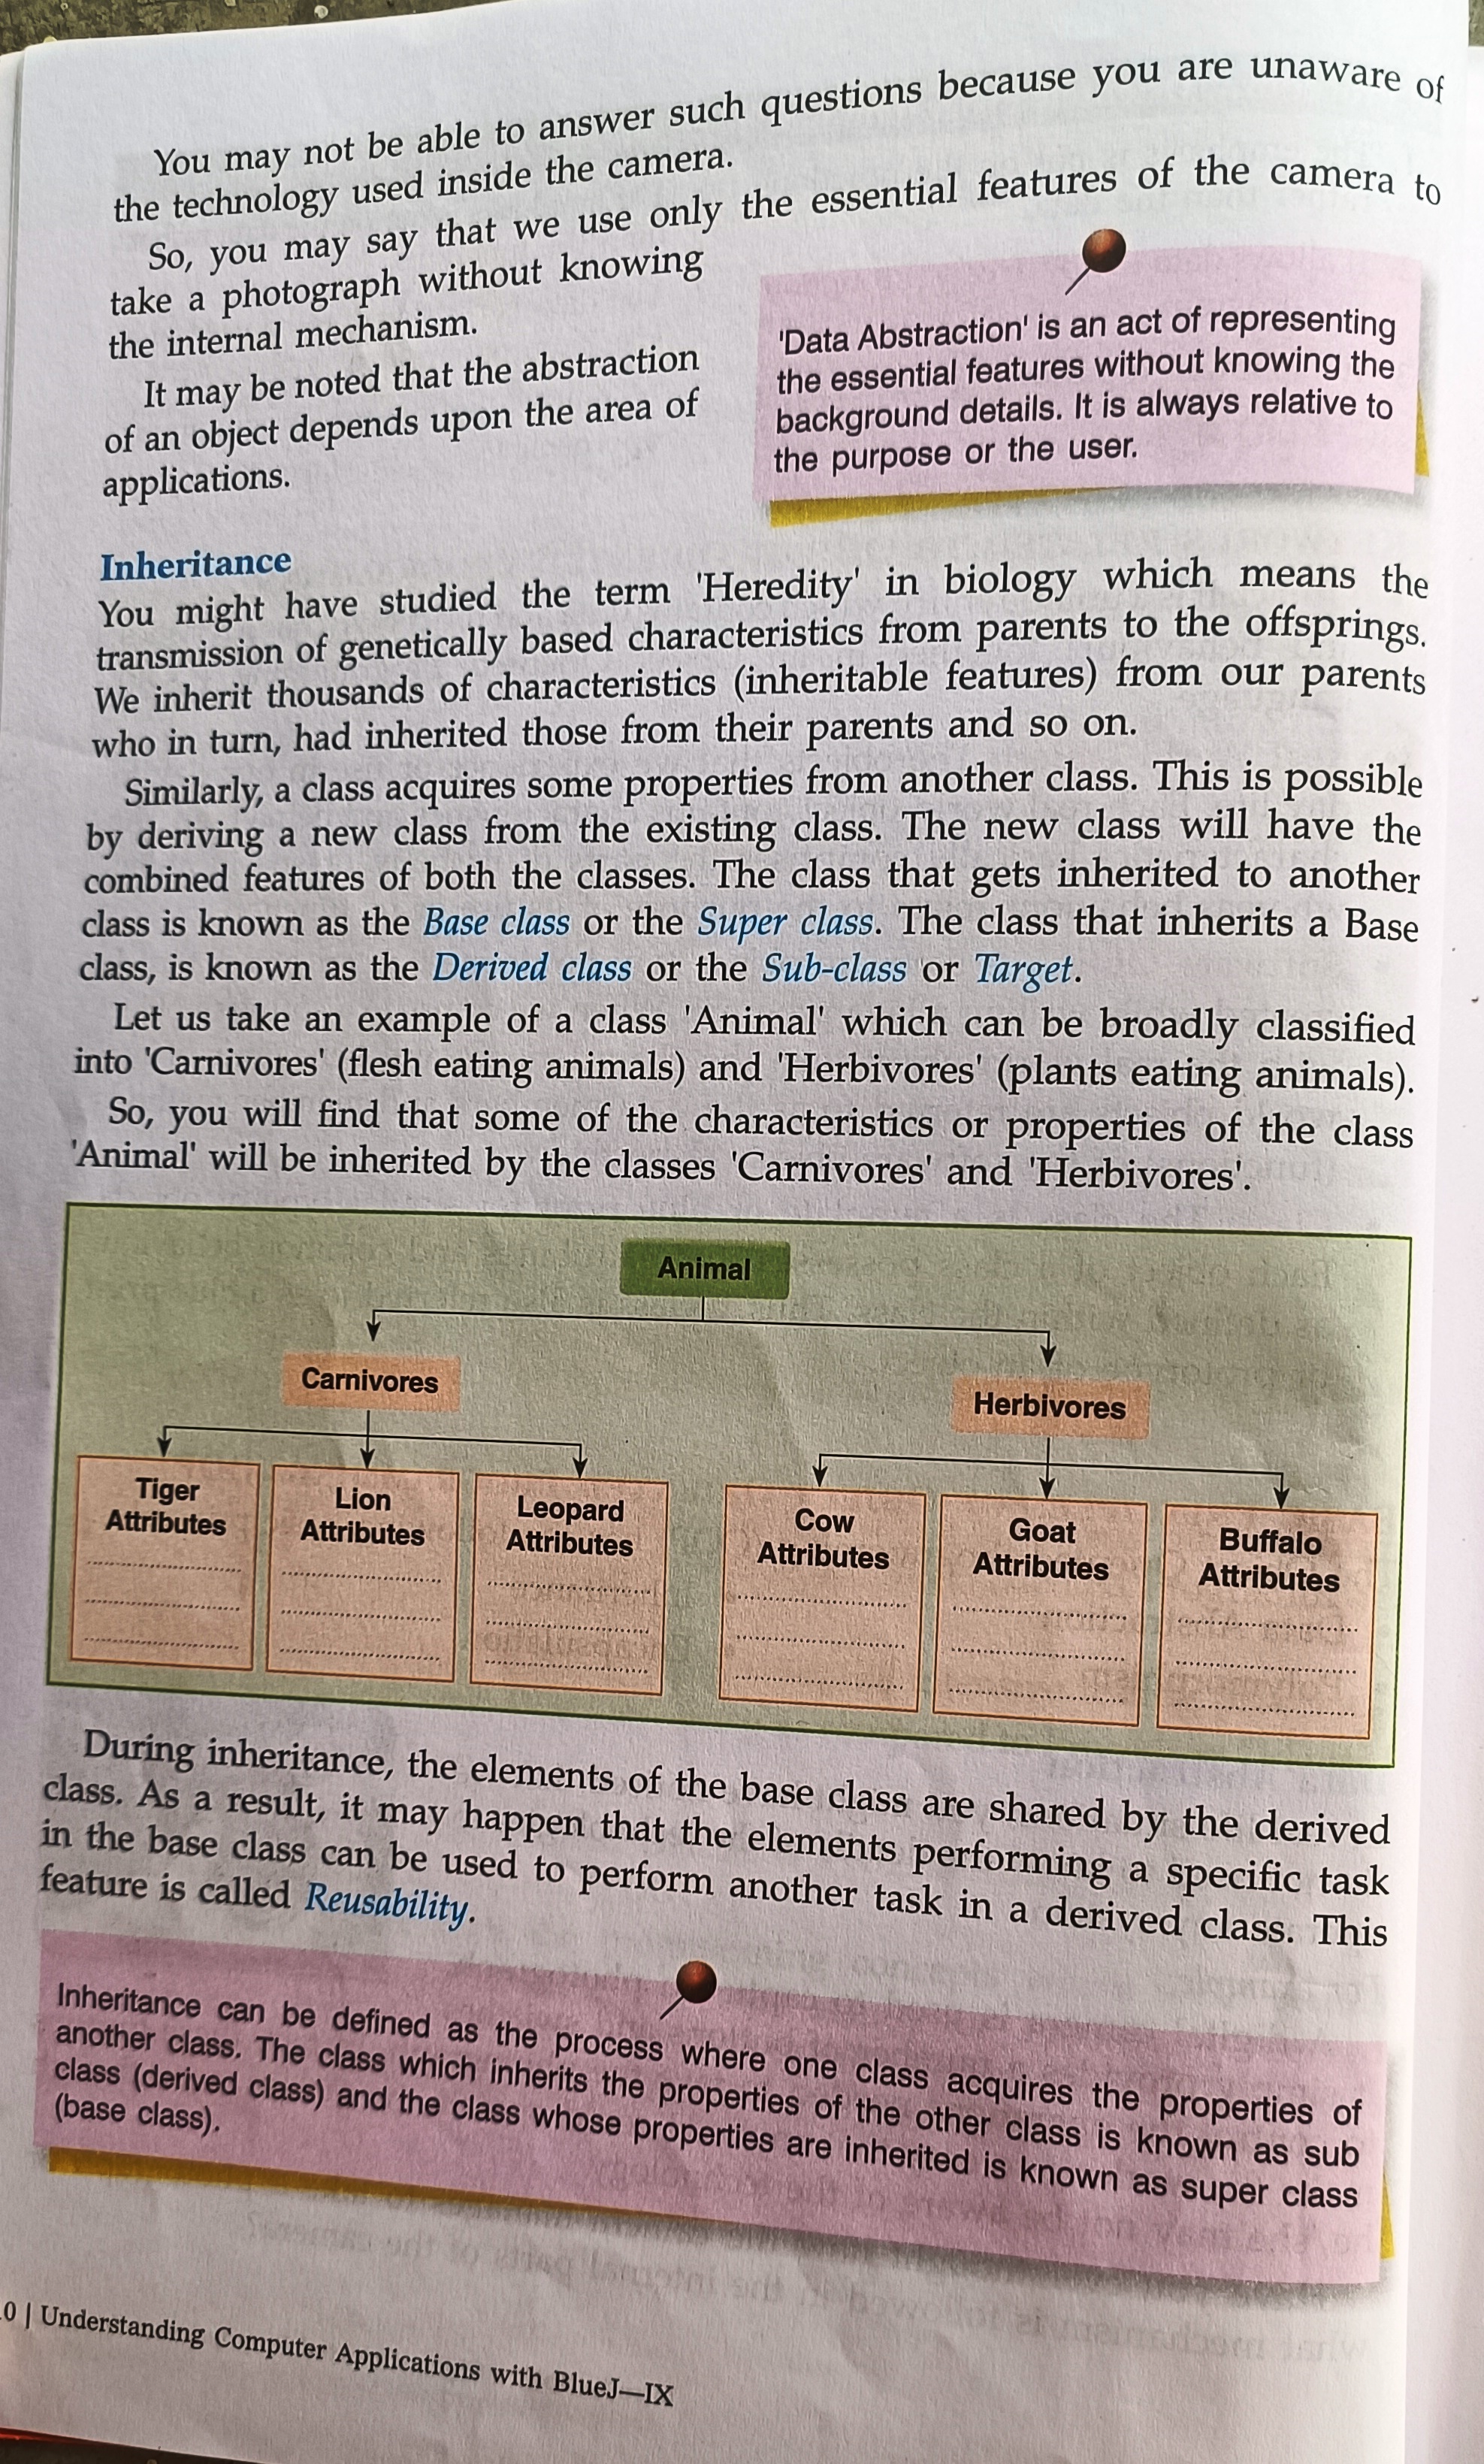 You may not be able to answer such questions because you are unaware of
the technology used inside the camera.
So, you may say that we use only the essential features of the camera to
take a photograph without knowing
the internal mechanism.
It may be noted that the abstraction
of an object depends upon the area of
applications.
'Data Abstraction' is an act of representing
the essential features without knowing the
background details. It is always relative to
the purpose or the user.
Inheritance
You might have studied the term 'Heredity' in biology which means the
transmission of genetically based characteristics from parents to the offsprings.
We inherit thousands of characteristics (inheritable features) from our parents
who in turn, had inherited those from their parents and so on.
Similarly, a class acquires some properties from another class. This is possible
by deriving a new class from the existing class. The new class will have the
combined features of both the classes. The class that gets inherited to another
class is known as the Base class or the Super class. The class that inherits a Base
class, is known as the Derived class or the Sub-class or Target.
Let us take an example of a class 'Animal' which can be broadly classified
into 'Carnivores' (flesh eating animals) and 'Herbivores' (plants eating animals).
So, you will find that some of the characteristics or properties of the class
'Animal' will be inherited by the classes 'Carnivores' and 'Herbivores'.
Animal
Carnivores
Herbivores
Tiger
Attributes
Lion
Attributes
Leopard
Attributes
Cow
Attributes
Goat
Attributes
Buffalo
Attributes
During inheritance, the elements of the base class are shared by the derived
class. As a result, it may happen that the elements performing a specific task
in the base class can be used to perform another task in a derived class. This
feature is called Reusability.
Inheritance can be defined as the process where one class acquires the properties of
another class. The class which inherits the properties of the other class is known as sub
class (derived class) and the class whose properties are inherited is known as super class
(base class).
0 | Understanding Computer Applications with BlueJ—IX